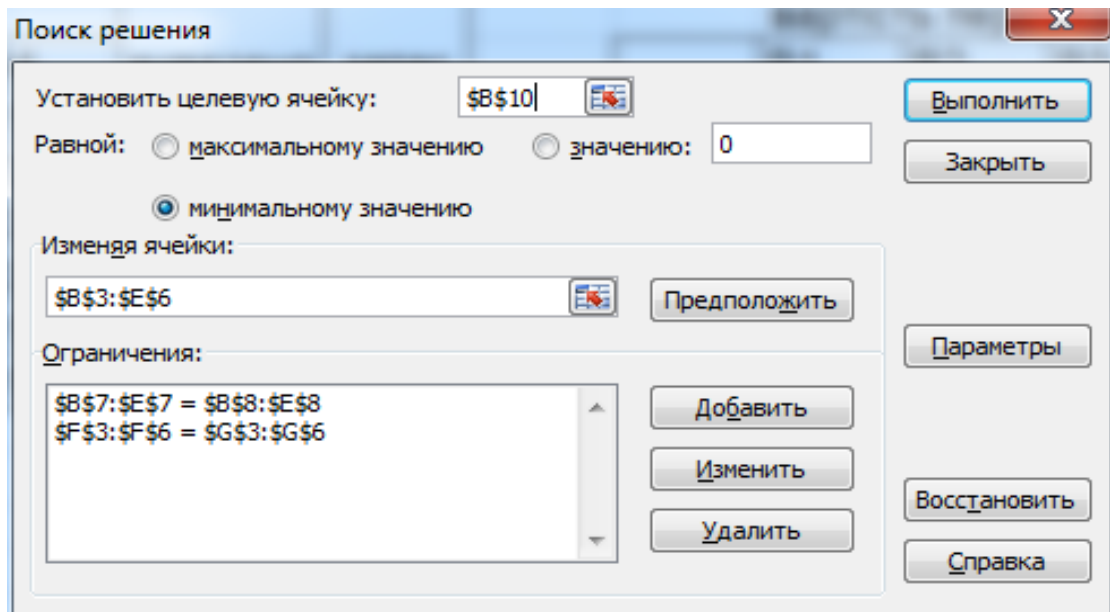 Поиск решения
Установить целевую ячейку: $B$10
Выполнить
Равной: максимальному значению значению: 0
Закрыть
минимальному значению
Изменяя ячейки:
$B$3:$E$6
Предположить
Ограничения:
Параметры
$B$7:$E$7 = $B$8:$E$8
$F$3:$F$6 = $G$3:$G$6
Добавить
Изменить
Удалить
Восстановить
Справка